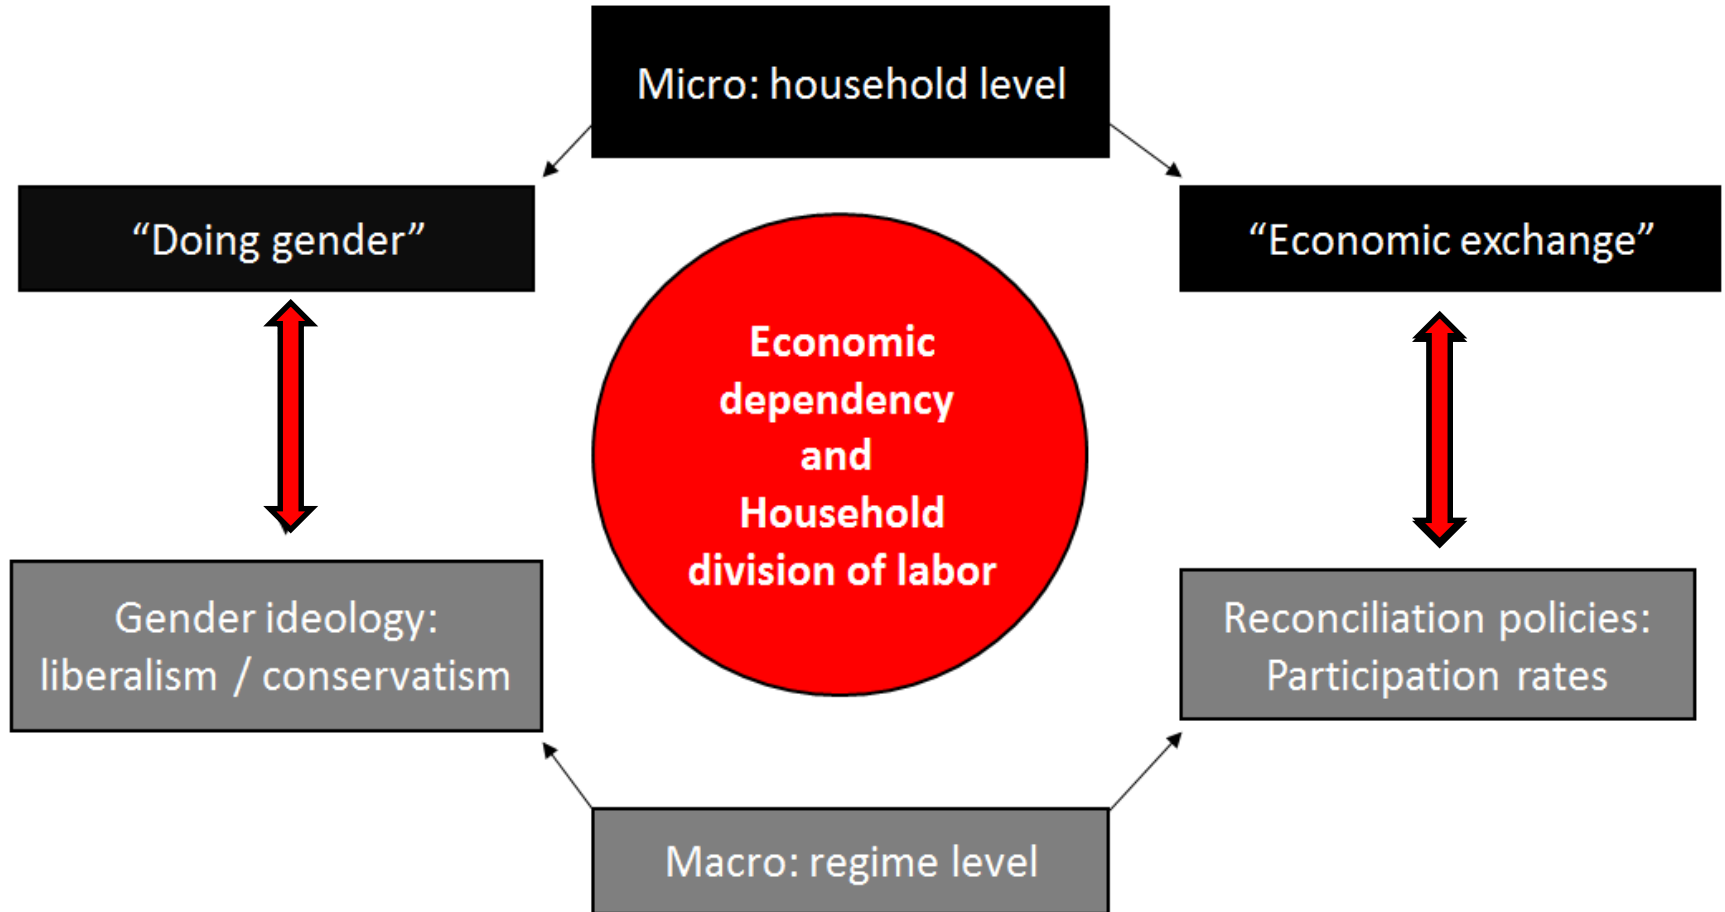 Micro: household level
“Doing gender”
“Economic exchange”
Economic
dependency
and
Household
division of labor
Gender ideology:
liberalism / conservatism
Reconciliation policies:
Participation rates
Macro: regime level